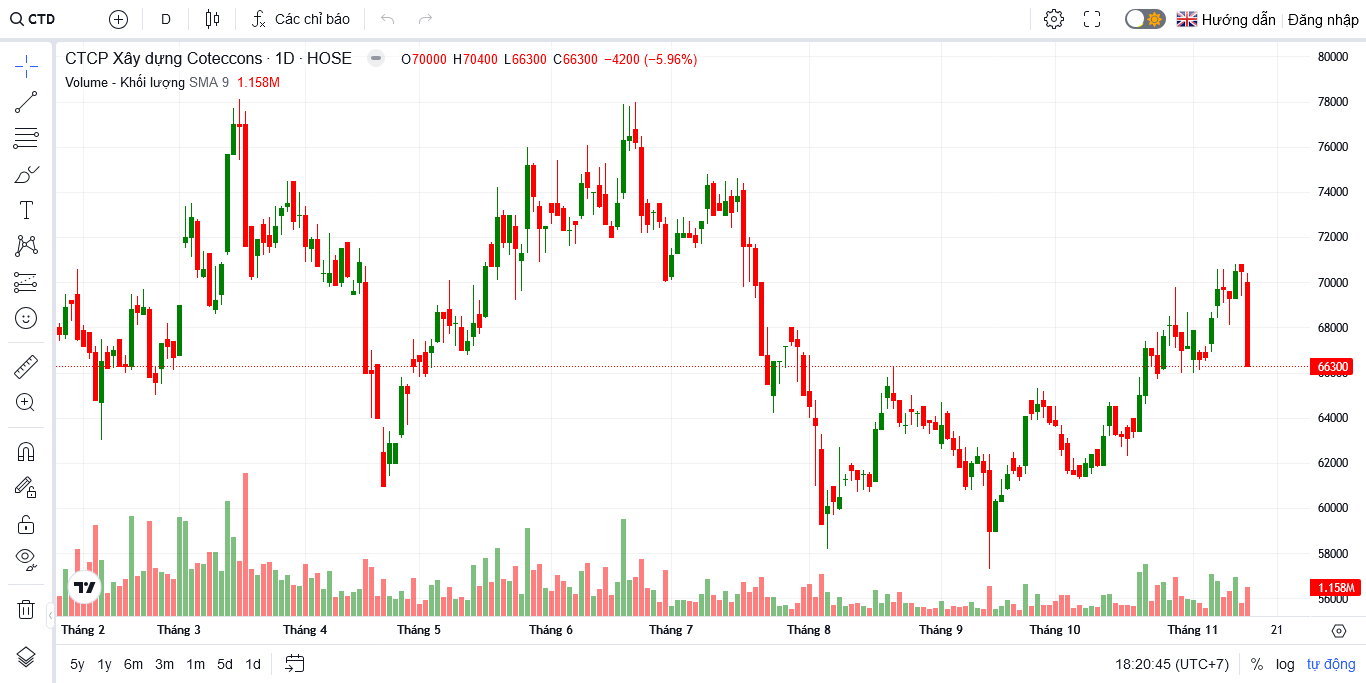 CTD D Các chỉ báo Hướng dẫn Đăng nhập
CTCP Xây dựng Coteccons · 1D · HOSE O70000 H70400 L66300 C66300 −4200 (−5.96%)
Volume - Khối lượng SMA 9 1.158M
80000
78000
76000
74000
72000
70000
68000
66300
66000
64000
62000
60000
58000
1.158M
56000
Tháng 2 Tháng 3 Tháng 4 Tháng 5 Tháng 6 Tháng 7 Tháng 8 Tháng 9 Tháng 10 Tháng 11 21
5y 1y 6m 3m 1m 5d 1d 18:20:45 (UTC+7) % log tự động